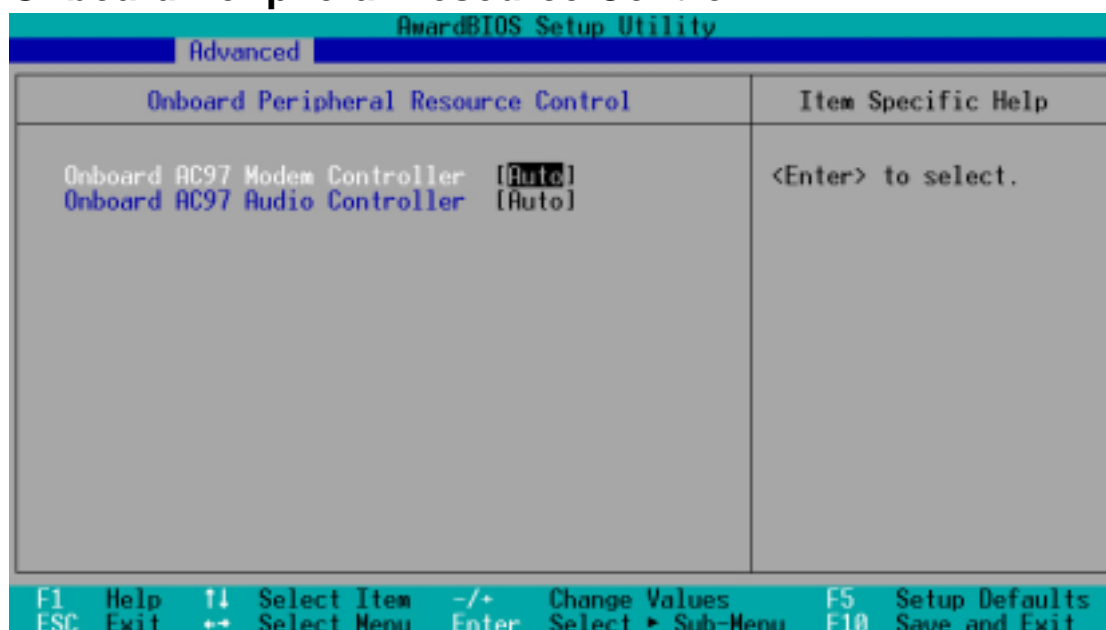 AwardBIOS Setup Utility
Advanced
Onboard Peripheral Resource Control
Item Specific Help
Onboard AC97 Modem Controller [Auto]
<Enter> to select.
Onboard AC97 Audio Controller [Auto]
F1 Help ↑↓ Select Item -/+ Change Values F5 Setup Defaults
ESC Exit ←→ Select Menu Enter Select ► Sub-Menu F10 Save and Exit